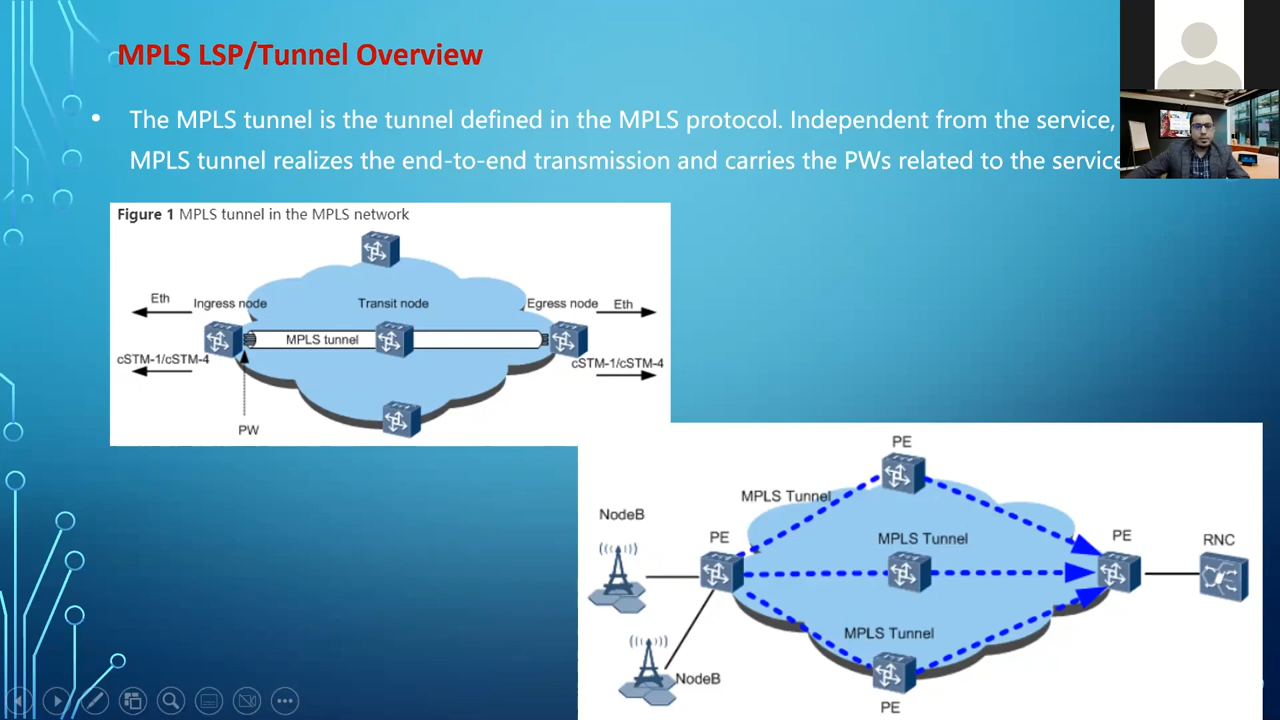 MPLS LSP/Tunnel Overview
• The MPLS tunnel is the tunnel defined in the MPLS protocol. Independent from the service,
MPLS tunnel realizes the end-to-end transmission and carries the PWs related to the service
Figure 1 MPLS tunnel in the MPLS network
Eth
Ingress node
Transit node
Egress node
Eth
MPLS tunnel
cSTM-1/cSTM-4
cSTM-1/cSTM-4
PW
PE
MPLS Tunnel
NodeB
PE
MPLS Tunnel
PE
RNC
MPLS Tunnel
NodeB
PE